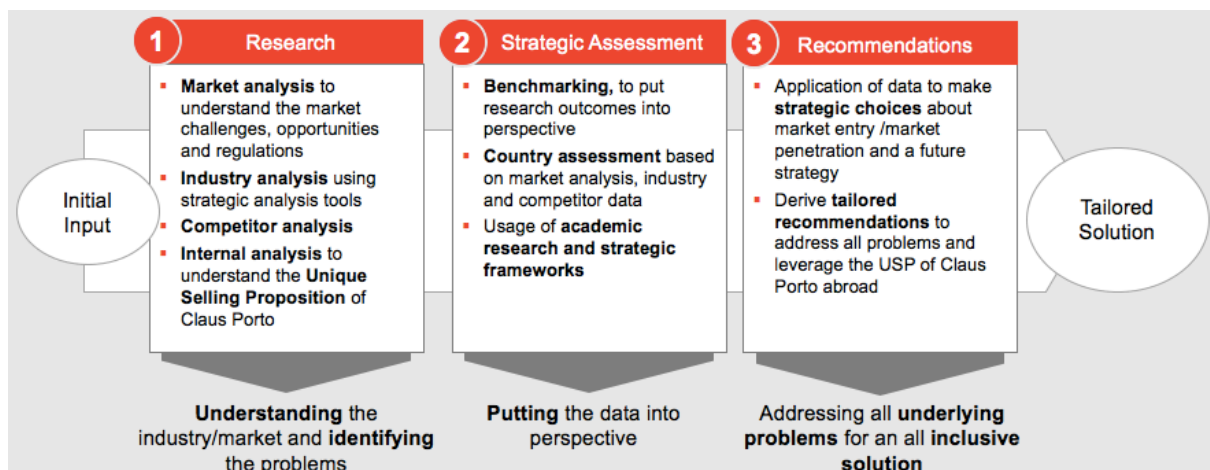 Initial
Input
1
Research
Market analysis to
understand the market
challenges, opportunities
and regulations
Industry analysis using
strategic analysis tools
Competitor analysis
Internal analysis to
understand the Unique
Selling Proposition of
Claus Porto
Understanding the
industry/market and identifying
the problems
2
Strategic Assessment
Benchmarking, to put
research outcomes into
perspective
Country assessment based
on market analysis, industry
and competitor data
Usage of academic
research and strategic
frameworks
Putting the data into
perspective
3
Recommendations
Application of data to make
strategic choices about
market entry /market
penetration and a future
strategy
Derive tailored
recommendations to
address all problems and
leverage the USP of Claus
Porto abroad
Addressing all underlying
problems for an all inclusive
solution
Tailored
Solution